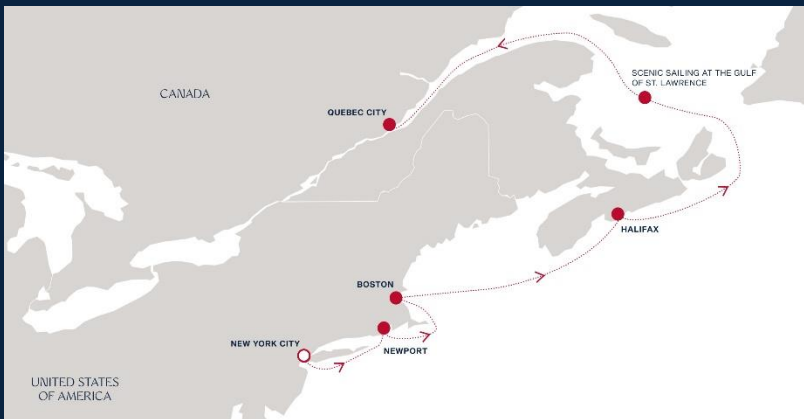 SCENIC SAILING AT THE GULF
OF ST. LAWRENCE
CANADA
QUEBEC CITY
HALIFAX
BOSTON
NEW YORK CITY
NEWPORT
UNITED STATES
OF AMERICA